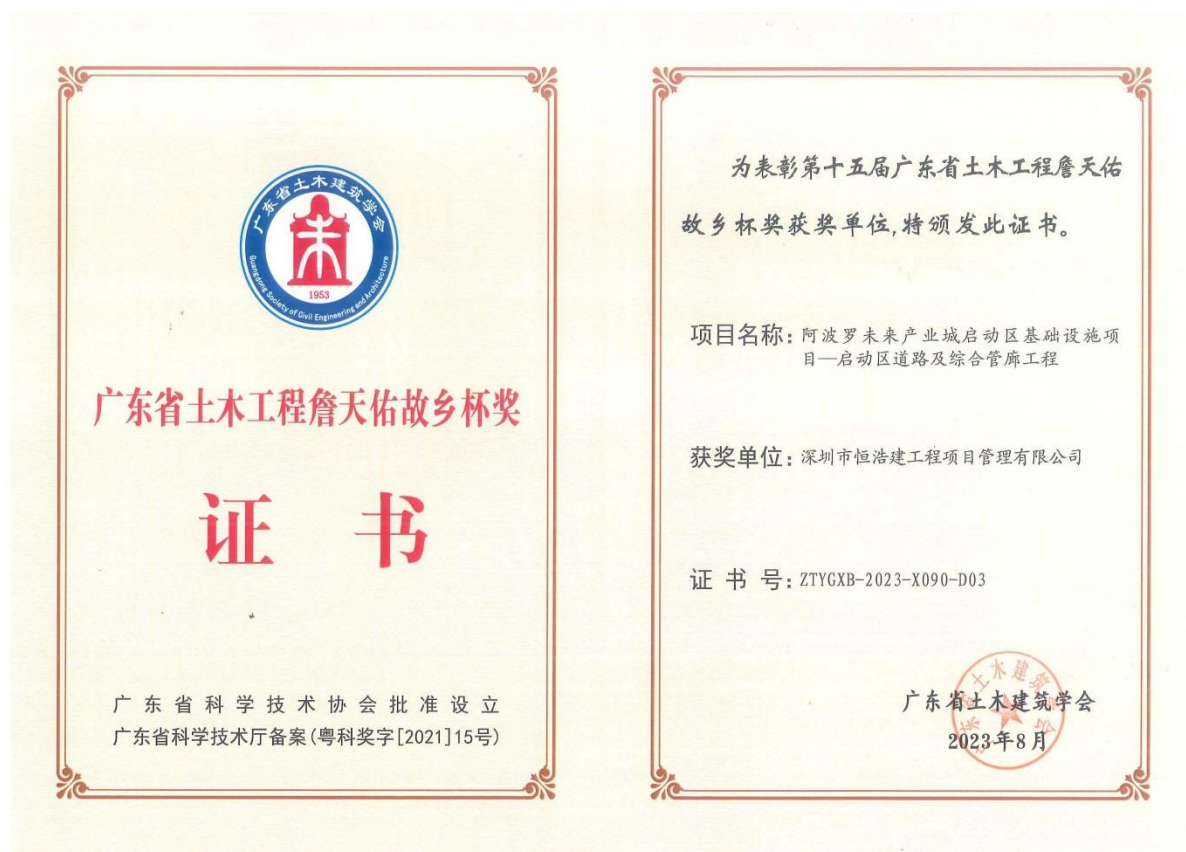 广东省土木建筑学会
1953
Guangdong Society of Civil Engineering and Architecture
广东省土木工程詹天佑故乡杯奖
证 书
广东省科学技术协会批准设立
广东省科学技术厅备案(粤科奖字[2021]15号)
为表彰第十五届广东省土木工程詹天佑
故乡杯奖获奖单位,特颁发此证书。
项目名称:阿波罗未来产业城启动区基础设施项
目—启动区道路及综合管廊工程
获奖单位:深圳市恒浩建工程项目管理有限公司
证 书 号:ZTYGXB-2023-X090-D03
广东省土木建筑学会
2023年8月
广东省土木建筑学会